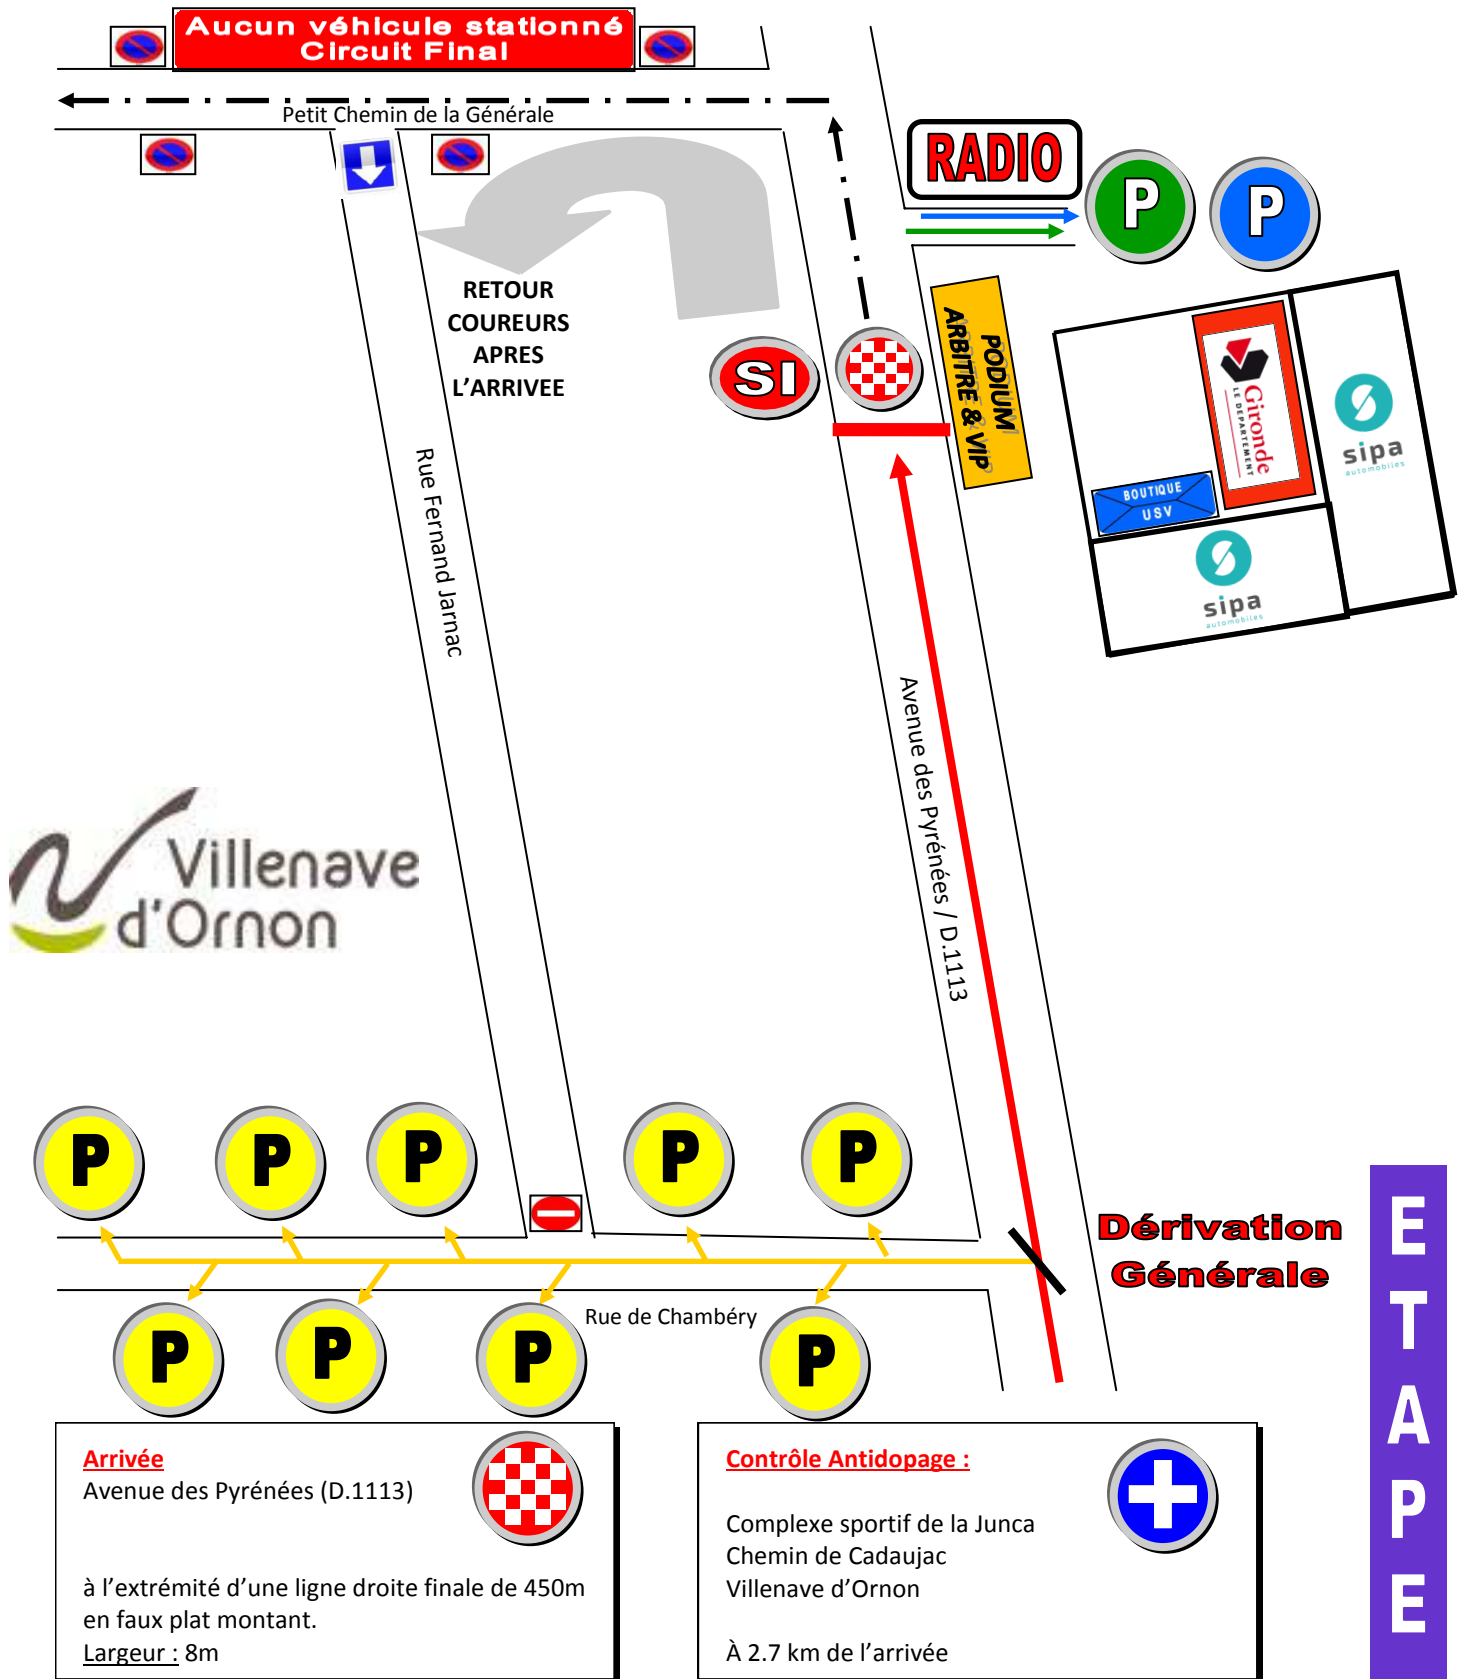 Aucun véhicule stationné
Circuit Final
Petit Chemin de la Générale
RADIO
P
P
RETOUR
COUREURS
APRES
L'ARRIVEE
SI
PODIUM
ARBITRE & VIP
Gironde
LE DEPARTEMENT
sipa
automobiles
BOUTIQUE
USV
sipa
automobiles
Rue Fernand Jarnac
Avenue des Pyrénées / D.1113
Villenave
d'Ornon
P
P
P
P
P
Dérivation
Générale
Rue de Chambéry
P
P
P
P
E
T
A
P
E
Arrivée
Avenue des Pyrénées (D.1113)
à l'extrémité d'une ligne droite finale de 450m
en faux plat montant.
Largeur : 8m
Contrôle Antidopage :
Complexe sportif de la Junca
Chemin de Cadaujac
Villenave d'Ornon
À 2.7 km de l'arrivée